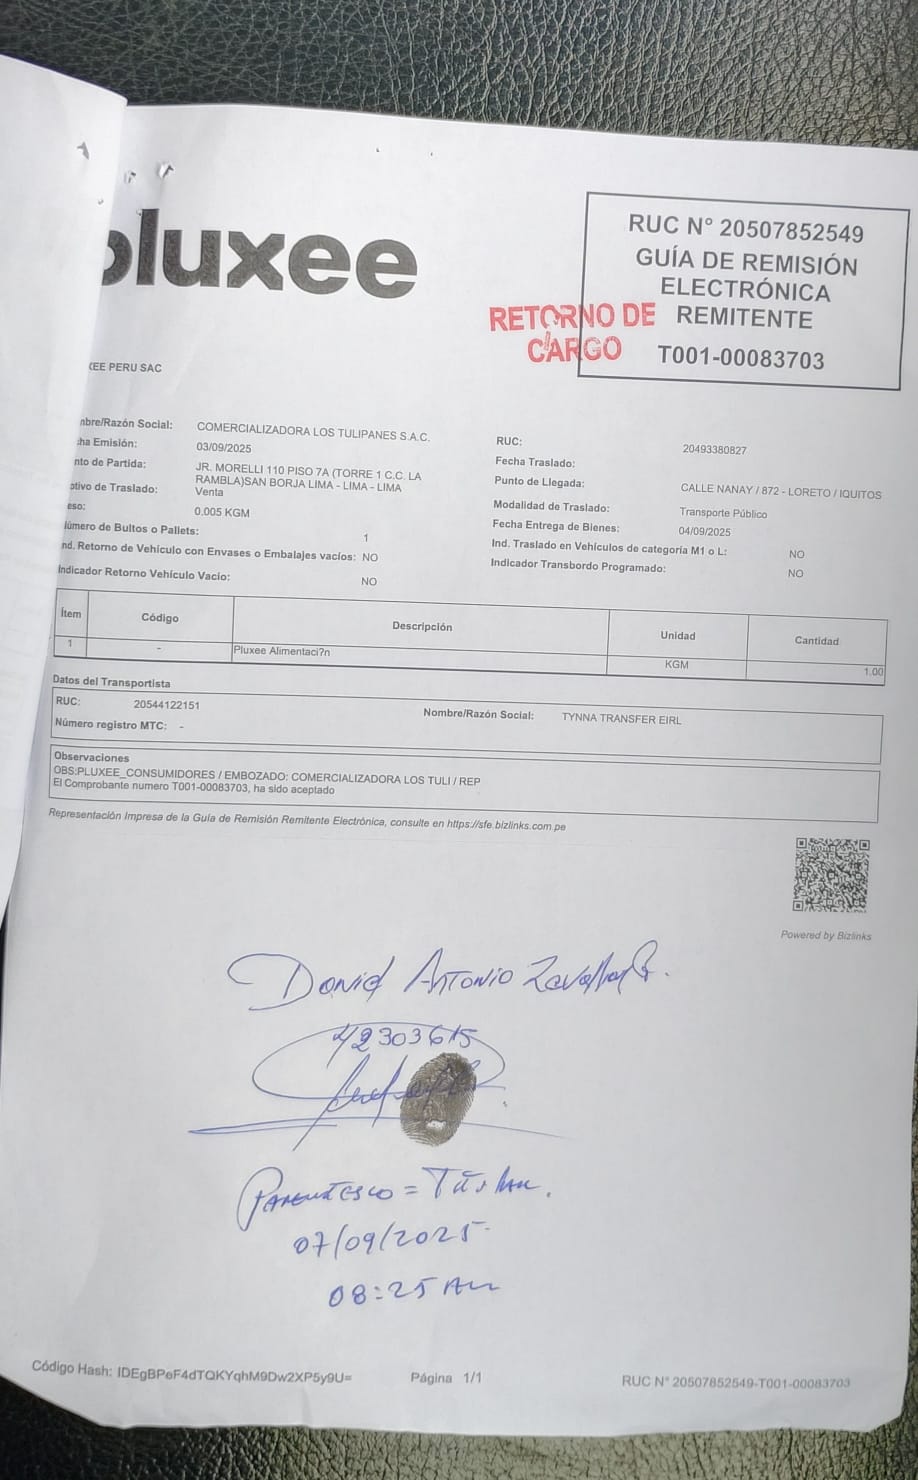 pluxee
RUC N° 20507852549
GUÍA DE REMISIÓN
ELECTRÓNICA
REMITENTE
T001-00083703
RETORNO DE
CARGO
XEE PERU SAC
mbre/Razón Social: COMERCIALIZADORA LOS TULIPANES S.A.C.
ha Emisión: 03/09/2025
nto de Partida: JR. MORELLI 110 PISO 7A (TORRE 1 C.C. LA
RAMBLA)SAN BORJA LIMA - LIMA - LIMA
otivo de Traslado: Venta
eso: 0.005 KGM
úmero de Bultos o Pallets: 1
nd. Retorno de Vehículo con Envases o Embalajes vacíos: NO
Indicador Retorno Vehículo Vacio: NO
RUC: 20493380827
Fecha Traslado:
Punto de Llegada: CALLE NANAY / 872 - LORETO / IQUITOS
Modalidad de Traslado: Transporte Público
Fecha Entrega de Bienes: 04/09/2025
Ind. Traslado en Vehículos de categoría M1 o L: NO
Indicador Transbordo Programado: NO
Ítem Código Descripción Unidad Cantidad
1 - Pluxee Alimentaci?n KGM 1.00
Datos del Transportista
RUC: 20544122151 Nombre/Razón Social: TYNNA TRANSFER EIRL
Número registro MTC: -
Observaciones
OBS:PLUXEE_CONSUMIDORES / EMBOZADO: COMERCIALIZADORA LOS TULI / REP
El Comprobante numero T001-00083703, ha sido aceptado
Representación Impresa de la Guía de Remisión Remitente Electrónica, consulte en https://sfe.bizlinks.com.pe
Powered by Bizlinks
David Antonio
42303615
Parentesco = Titular.
07/09/2025
08:25 AM
Código Hash: IDEgBPeF4dTQKYqhM9Dw2XP5y9U= Página 1/1 RUC N° 20507852549-T001-00083703